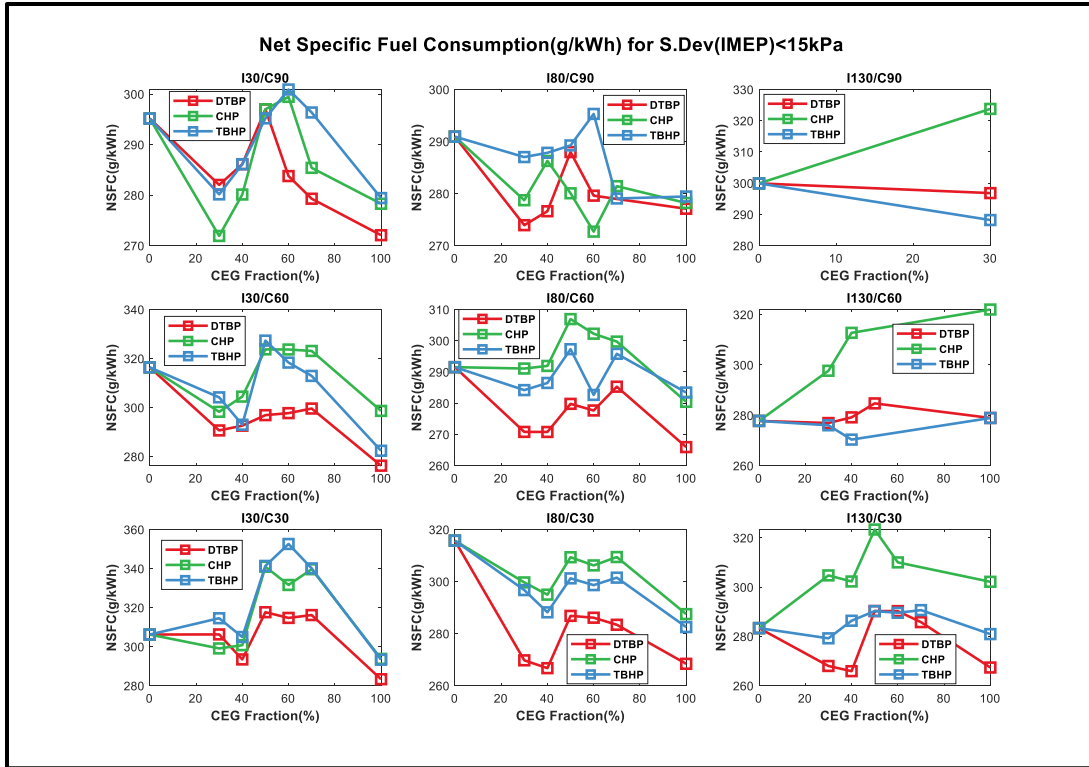 Net Specific Fuel Consumption(g/kWh) for S.Dev(IMEP)<15kPa
I30/C90
NSFC(g/kWh)
300
290
280
270
0 20 40 60 80 100
CEG Fraction(%)
DTBP
CHP
TBHP
I80/C90
NSFC(g/kWh)
300
290
280
270
260
0 20 40 60 80 100
CEG Fraction(%)
DTBP
CHP
TBHP
I130/C90
NSFC(g/kWh)
330
320
310
300
290
280
0 10 20 30
CEG Fraction(%)
DTBP
CHP
TBHP
I30/C60
NSFC(g/kWh)
340
320
300
280
0 20 40 60 80 100
CEG Fraction(%)
DTBP
CHP
TBHP
I80/C60
NSFC(g/kWh)
310
300
290
280
270
260
0 20 40 60 80 100
CEG Fraction(%)
DTBP
CHP
TBHP
I130/C60
NSFC(g/kWh)
320
300
280
260
0 20 40 60 80 100
CEG Fraction(%)
DTBP
CHP
TBHP
I30/C30
NSFC(g/kWh)
360
340
320
300
280
0 20 40 60 80 100
CEG Fraction(%)
DTBP
CHP
TBHP
I80/C30
NSFC(g/kWh)
320
300
280
260
0 20 40 60 80 100
CEG Fraction(%)
DTBP
CHP
TBHP
I130/C30
NSFC(g/kWh)
320
300
280
260
0 20 40 60 80 100
CEG Fraction(%)
DTBP
CHP
TBHP